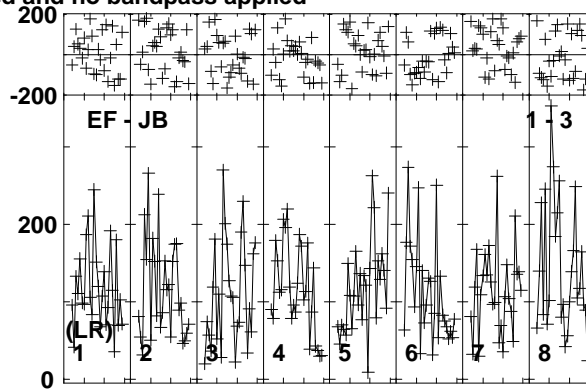 d and no bandpass applied
200
-200
EF - JB 1 - 3
200
(LR)
1 2 3 4 5 6 7 8
0